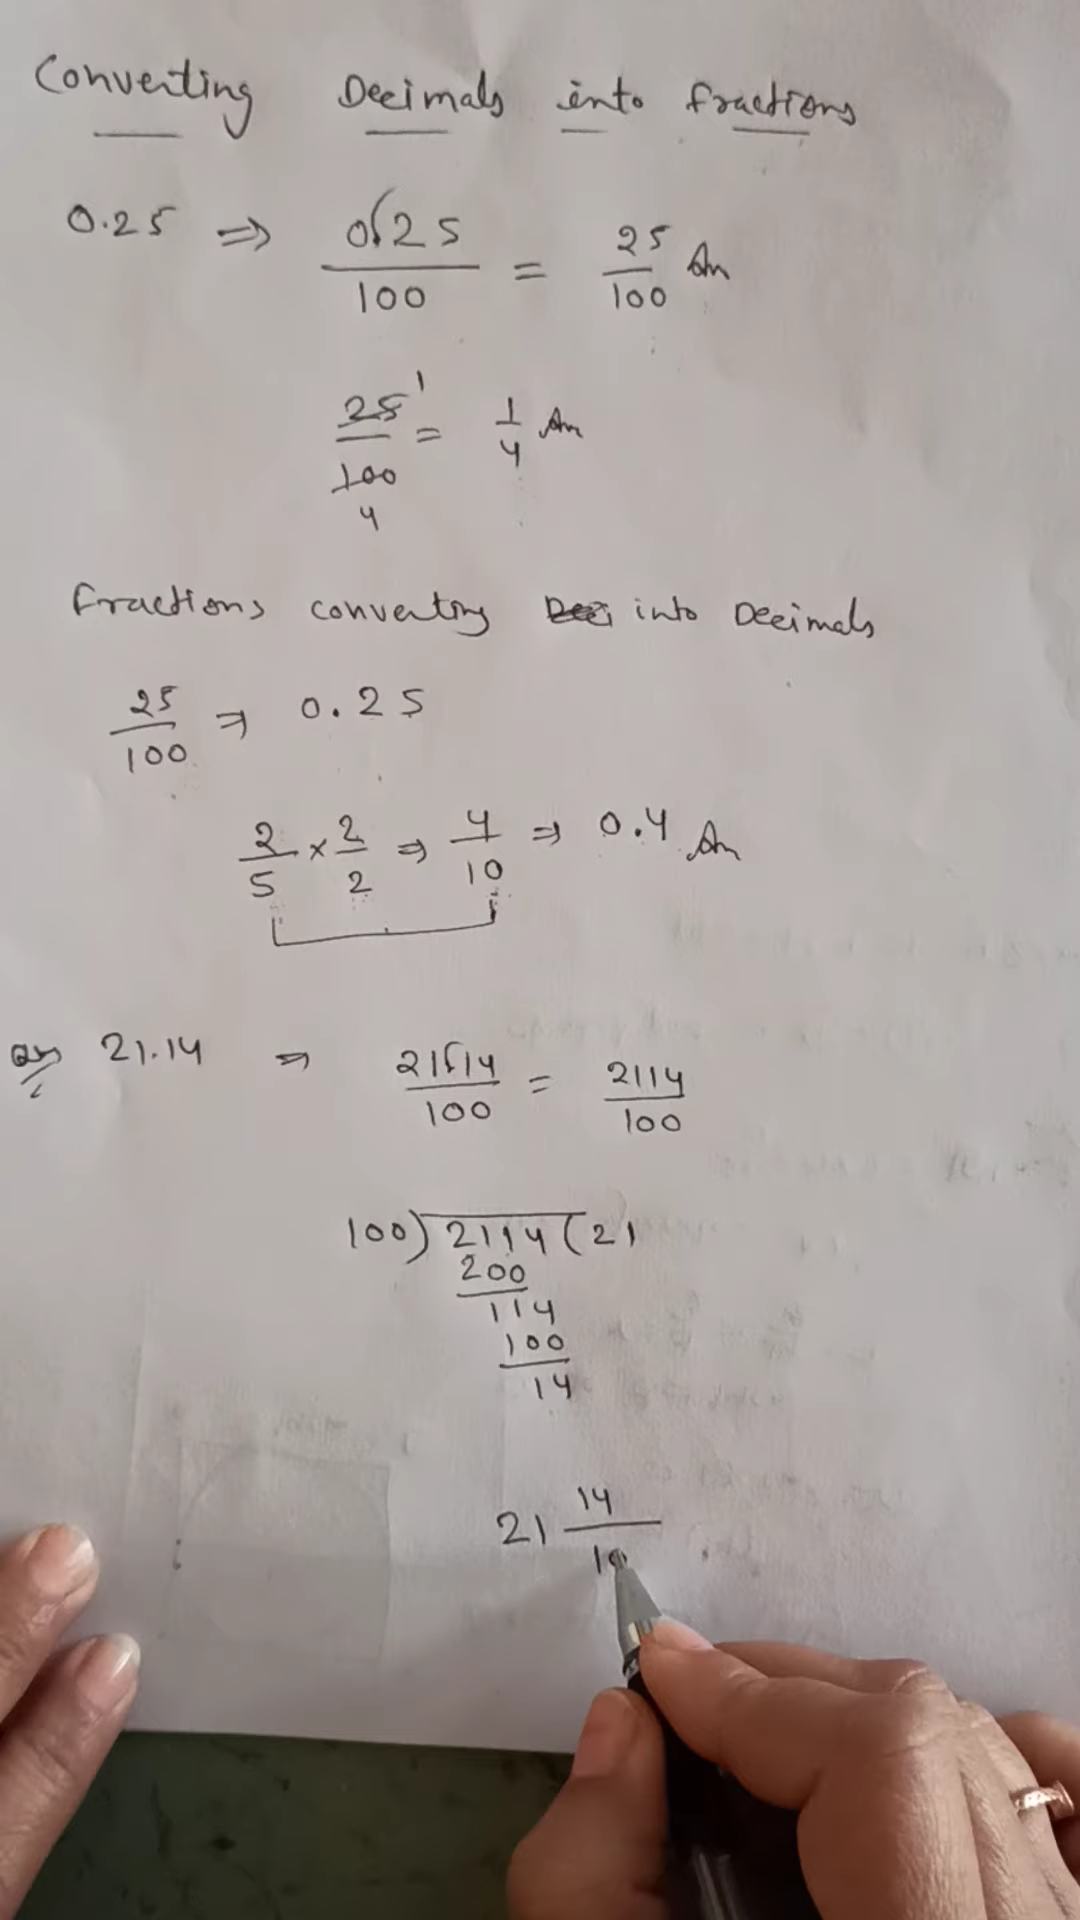 Converting Decimals into fractions
0.25 ⇒ 0.25/100 = 25/100 An
25/100 1 4 = 1/4 An
fractions converting into Decimals
25/100 ⇒ 0.25
2/5 × 2/2 ⇒ 4/10 ⇒ 0.4 An
21.14 ⇒ 21.14/100 = 2114/100
100) 2114 (21
200
114
100
14
21 14/10